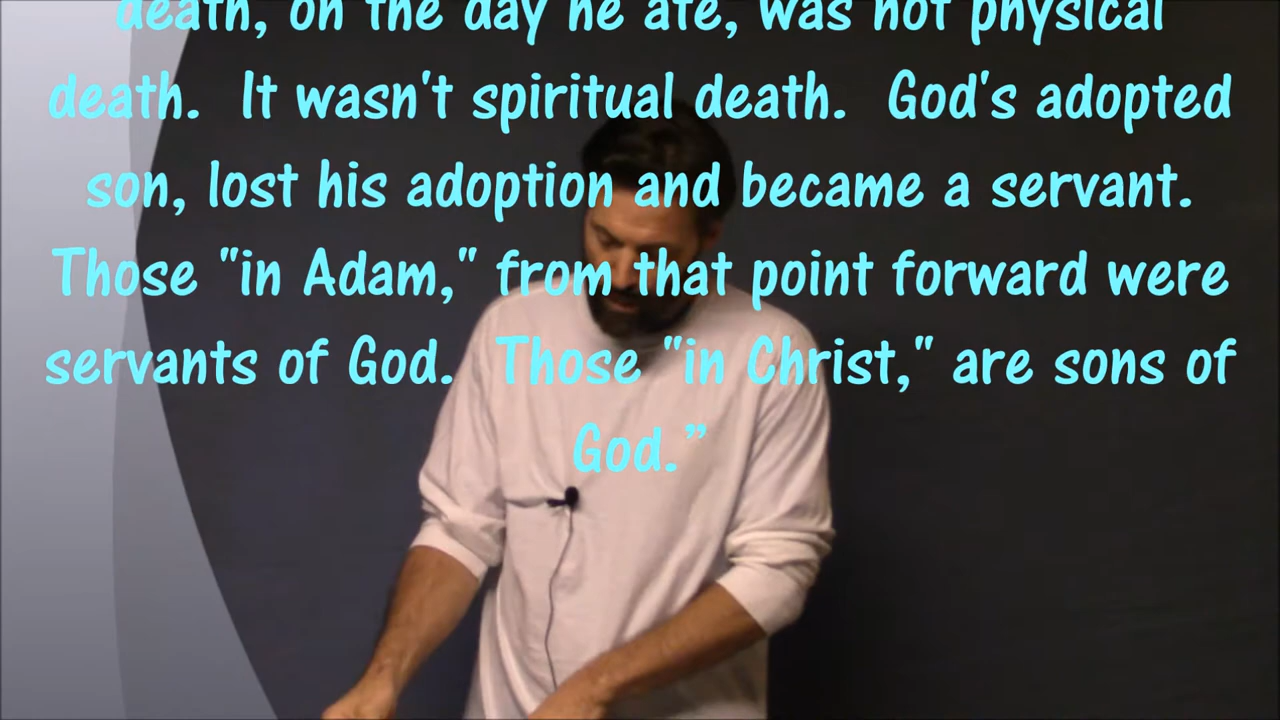 death, on the day he ate, was not physical
death.  It wasn't spiritual death.  God's adopted
son, lost his adoption and became a servant.
Those "in Adam," from that point forward were
servants of God.  Those "in Christ," are sons of
God.”